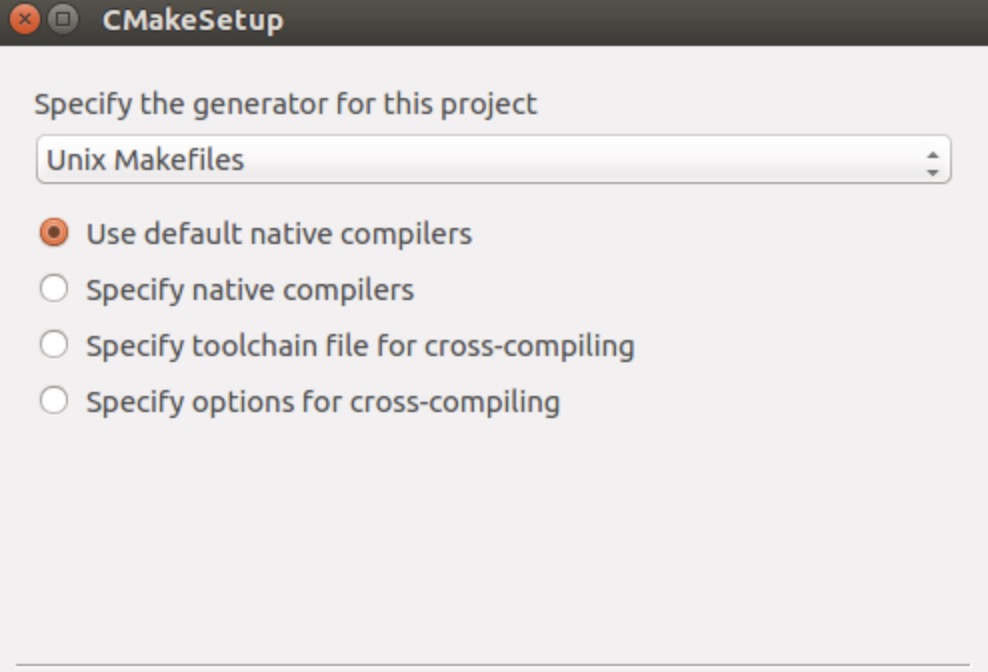 CMakeSetup
Specify the generator for this project
Unix Makefiles
Use default native compilers
Specify native compilers
Specify toolchain file for cross-compiling
Specify options for cross-compiling